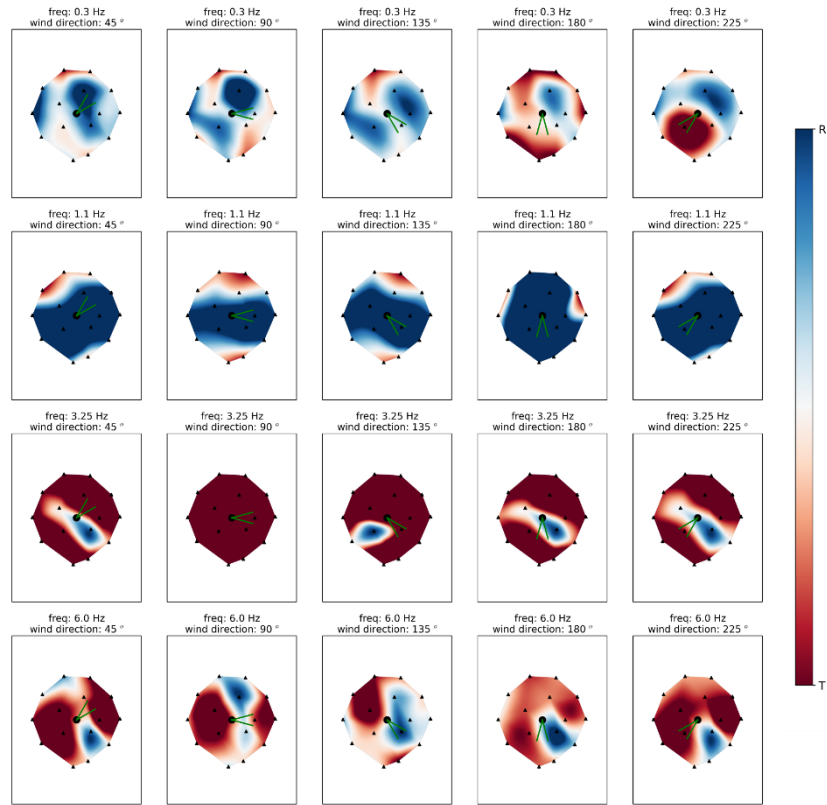 freq: 0.3 Hz
wind direction: 45 °
freq: 0.3 Hz
wind direction: 90 °
freq: 0.3 Hz
wind direction: 135 °
freq: 0.3 Hz
wind direction: 180 °
freq: 0.3 Hz
wind direction: 225 °
R
freq: 1.1 Hz
wind direction: 45 °
freq: 1.1 Hz
wind direction: 90 °
freq: 1.1 Hz
wind direction: 135 °
freq: 1.1 Hz
wind direction: 180 °
freq: 1.1 Hz
wind direction: 225 °
freq: 3.25 Hz
wind direction: 45 °
freq: 3.25 Hz
wind direction: 90 °
freq: 3.25 Hz
wind direction: 135 °
freq: 3.25 Hz
wind direction: 180 °
freq: 3.25 Hz
wind direction: 225 °
freq: 6.0 Hz
wind direction: 45 °
freq: 6.0 Hz
wind direction: 90 °
freq: 6.0 Hz
wind direction: 135 °
freq: 6.0 Hz
wind direction: 180 °
freq: 6.0 Hz
wind direction: 225 °
T